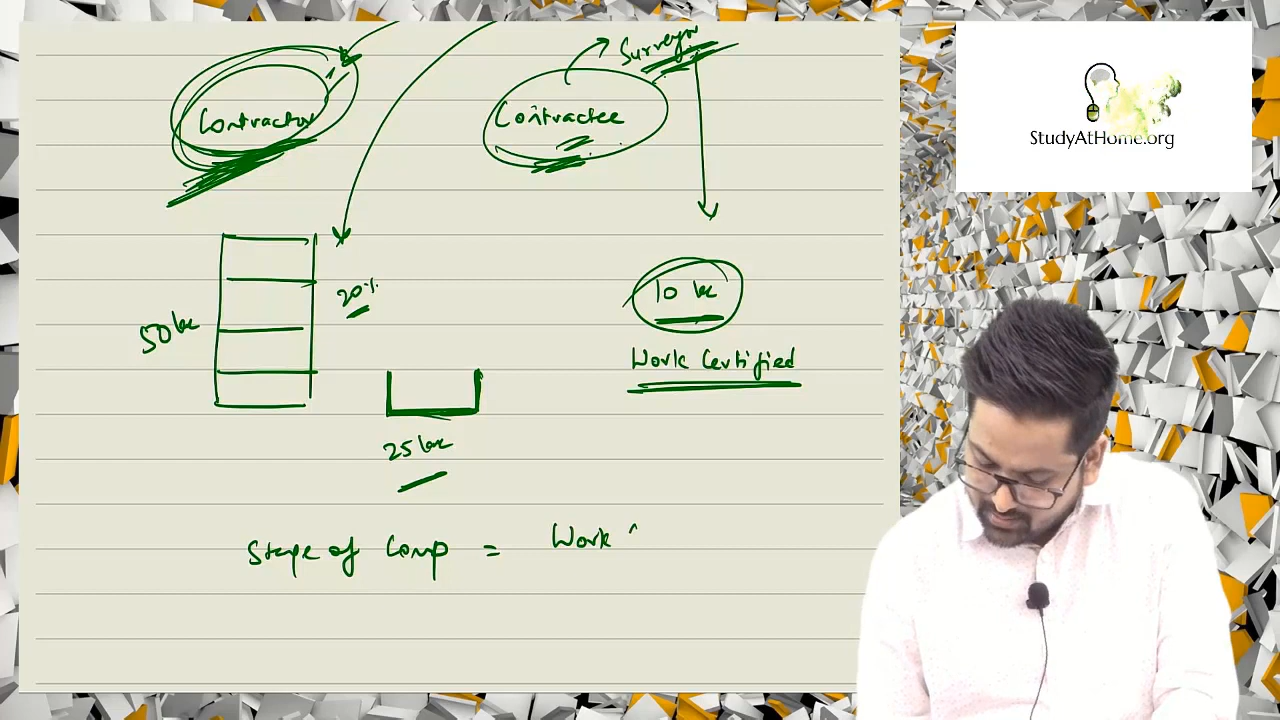 Surveyor
Contractor
Contractee
20%
10 lac
50 lac
Work Certified
25 lac
Stage of Comp = Work
StudyAtHome.org